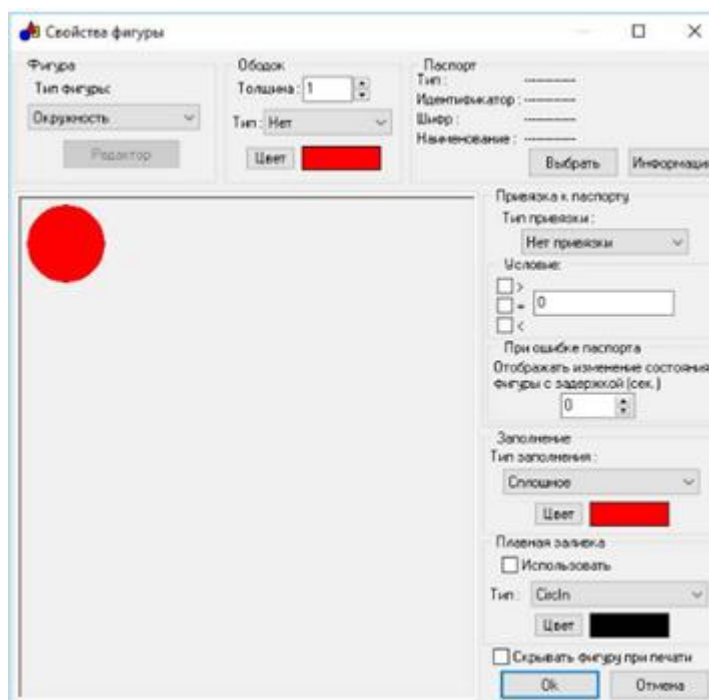 Свойства фигуры
Фигура
Тип фигуры:
Окружность
Редактор
Ободок
Толщина : 1
Тип : Нет
Цвет
Паспорт
Тип : ----------
Идентификатор : ----------
Шифр : ----------
Наименование : ----------
Выбрать
Информаци
Привязка к паспорту
Тип привязки :
Нет привязки
Условие:
>
= 0
<
При ошибке паспорта
Отображать изменение состояния
фигуры с задержкой (сек.)
0
Заполнение
Тип заполнения :
Сплошное
Цвет
Плавная заливка
Использовать
Тип : CircIn
Цвет
Скрывать фигуру при печати
Ok
Отмена